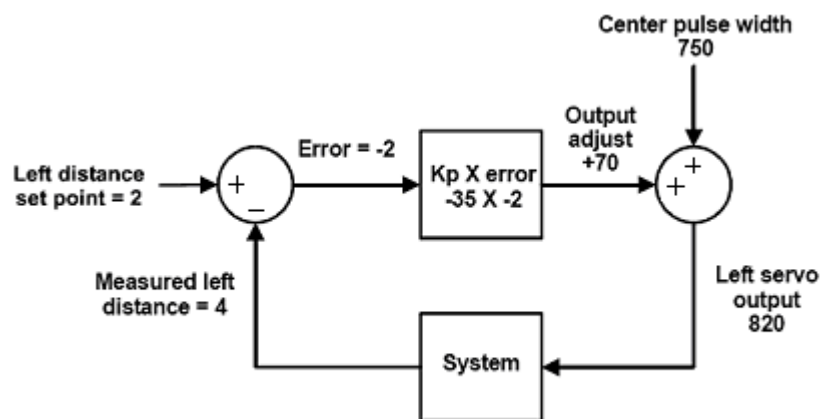 Center pulse width
750
Output
adjust
+70
Error = -2
Kp X error
-35 X -2
Left distance
set point = 2
+
−
+
+
Measured left
distance = 4
Left servo
output
820
System